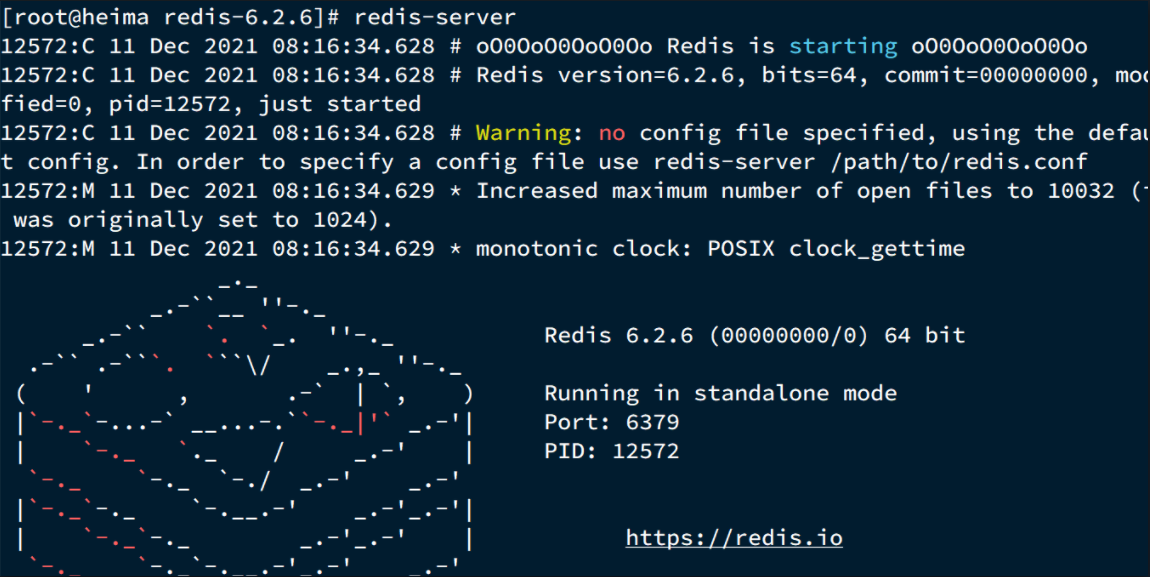 [root@heima redis-6.2.6]# redis-server
12572:C 11 Dec 2021 08:16:34.628 # oO0OoO0OoO0Oo Redis is starting oO0OoO0OoO0Oo
12572:C 11 Dec 2021 08:16:34.628 # Redis version=6.2.6, bits=64, commit=00000000, mod
fied=0, pid=12572, just started
12572:C 11 Dec 2021 08:16:34.628 # Warning: no config file specified, using the defau
t config. In order to specify a config file use redis-server /path/to/redis.conf
12572:M 11 Dec 2021 08:16:34.629 * Increased maximum number of open files to 10032 (
was originally set to 1024).
12572:M 11 Dec 2021 08:16:34.629 * monotonic clock: POSIX clock_gettime
Redis 6.2.6 (00000000/0) 64 bit
Running in standalone mode
Port: 6379
PID: 12572
https://redis.io